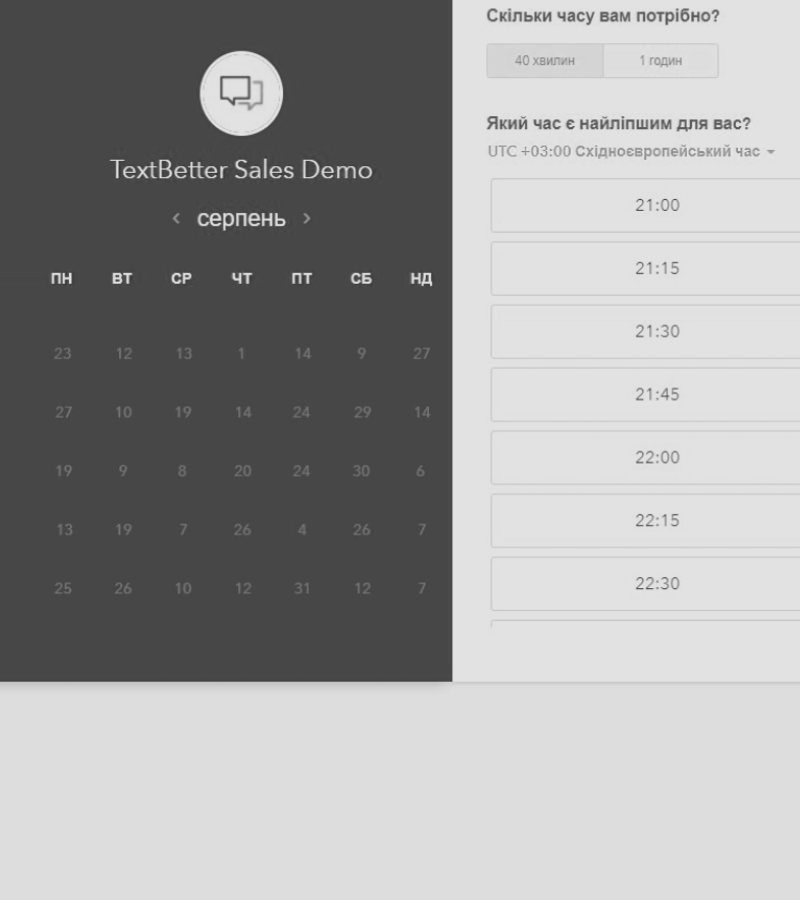 TextBetter Sales Demo
серпень
ПН ВТ СР ЧТ ПТ СБ НД
23 12 13 1 14 9 27
27 10 19 14 24 29 14
19 9 8 20 24 30 6
13 19 7 26 4 26 7
25 26 10 12 31 12 7
Скільки часу вам потрібно?
40 хвилин 1 годин
Який час є найліпшим для вас?
UTC +03:00 Східноєвропейський час
21:00
21:15
21:30
21:45
22:00
22:15
22:30